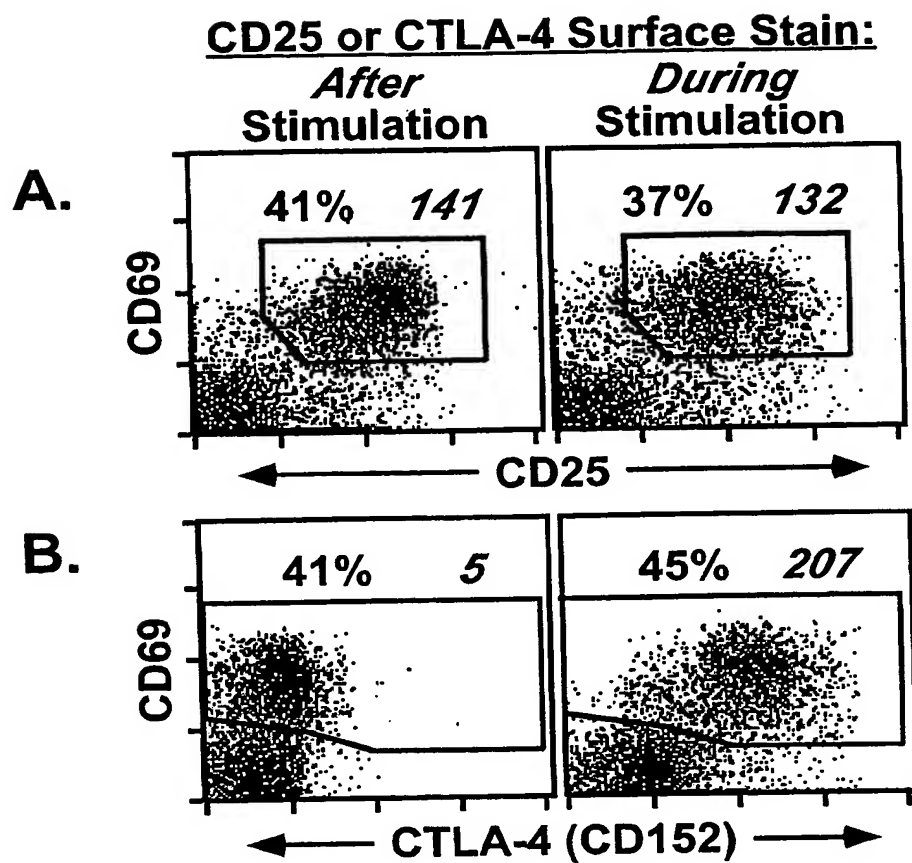 CD25 or CTLA-4 Surface Stain:
After
Stimulation
During
Stimulation
A.
41% 141
37% 132
CD69
CD25
B.
41% 5
45% 207
CD69
CTLA-4 (CD152)